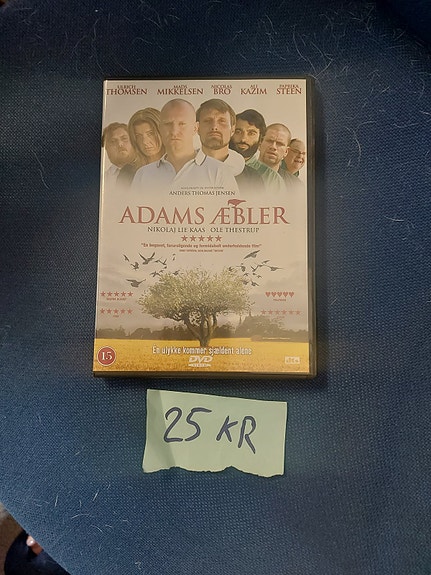 ULRICH THOMSEN
MADS MIKKELSEN
NICOLAS BRO
ALI KAZIM
PAPRIKA STEEN
ANDERS THOMAS JENSEN
ADAMS ÆBLER
NIKOLAJ LIE KAAS OLE THESTRUP
En ulykke kommer sjældent alene
15
DVD
dts
25 KR